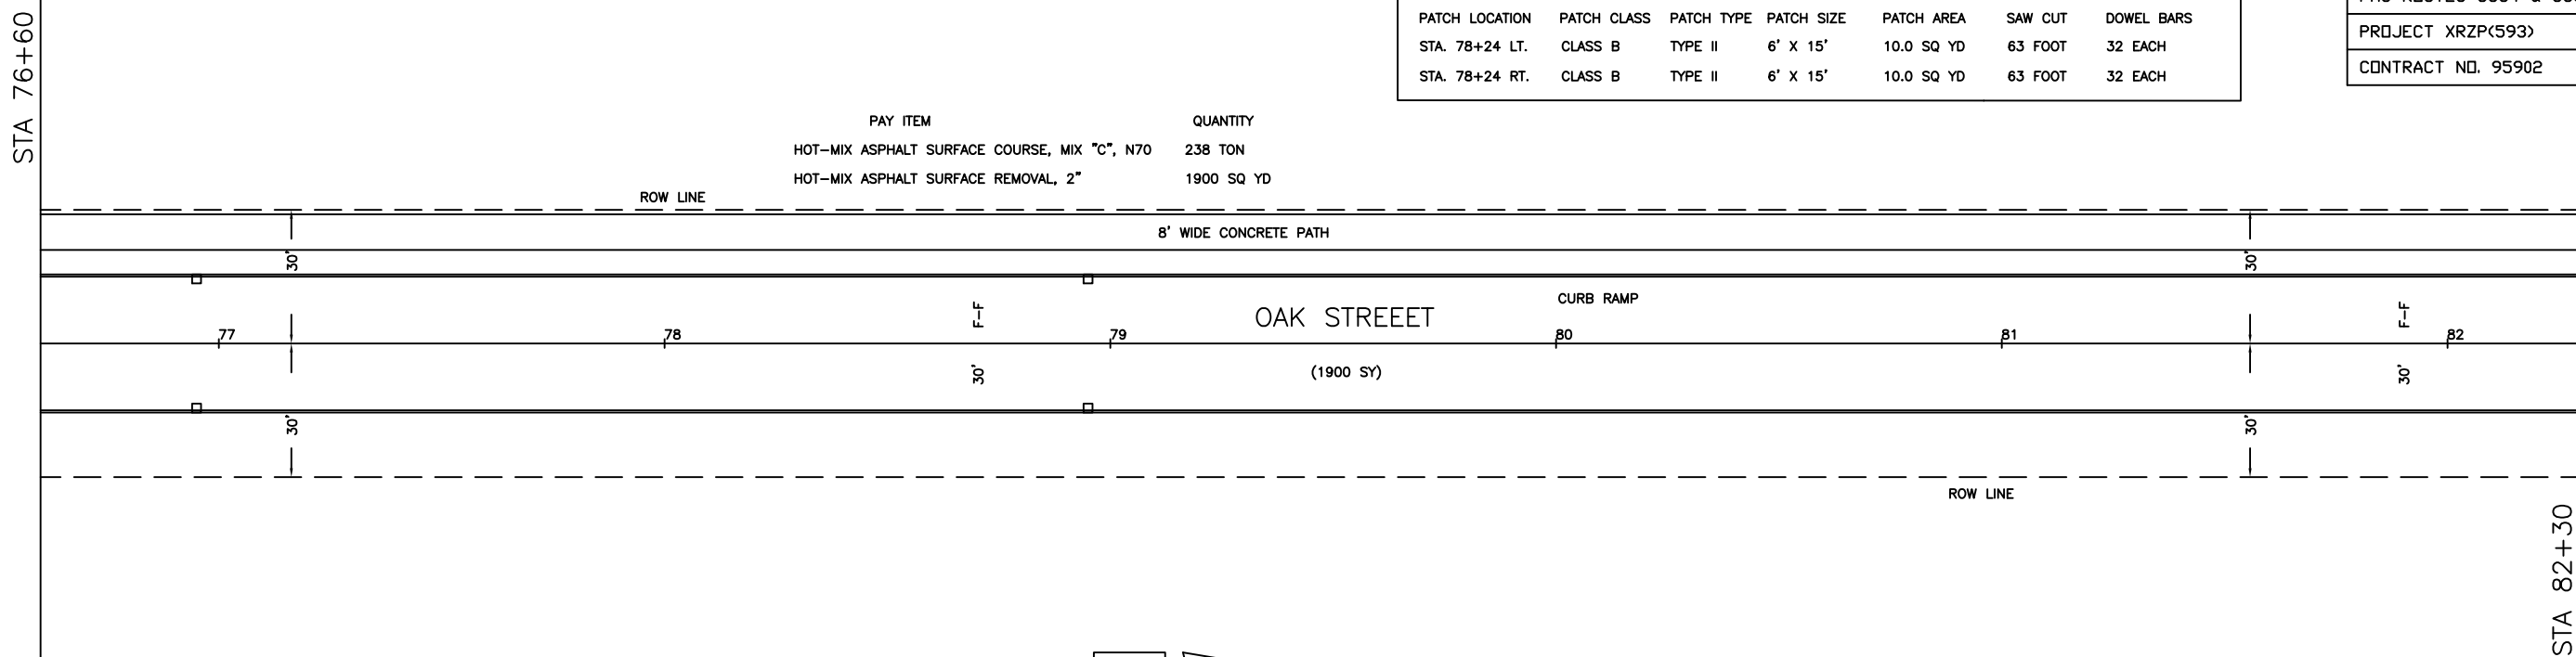 STA 76+60
PATCH LOCATION PATCH CLASS PATCH TYPE PATCH SIZE PATCH AREA SAW CUT DOWEL BARS
STA. 78+24 LT. CLASS B TYPE II 6' X 15' 10.0 SQ YD 63 FOOT 32 EACH
STA. 78+24 RT. CLASS B TYPE II 6' X 15' 10.0 SQ YD 63 FOOT 32 EACH
PROJECT XRZP(593)
CONTRACT NO. 95902
PAY ITEM QUANTITY
HOT-MIX ASPHALT SURFACE COURSE, MIX "C", N70 238 TON
HOT-MIX ASPHALT SURFACE REMOVAL, 2" 1900 SQ YD
ROW LINE
8' WIDE CONCRETE PATH
30' 30'
CURB RAMP
F-F OAK STREEET F-F
77 78 79 80 81 82
30' (1900 SY) 30'
30' 30'
ROW LINE
STA 82+30